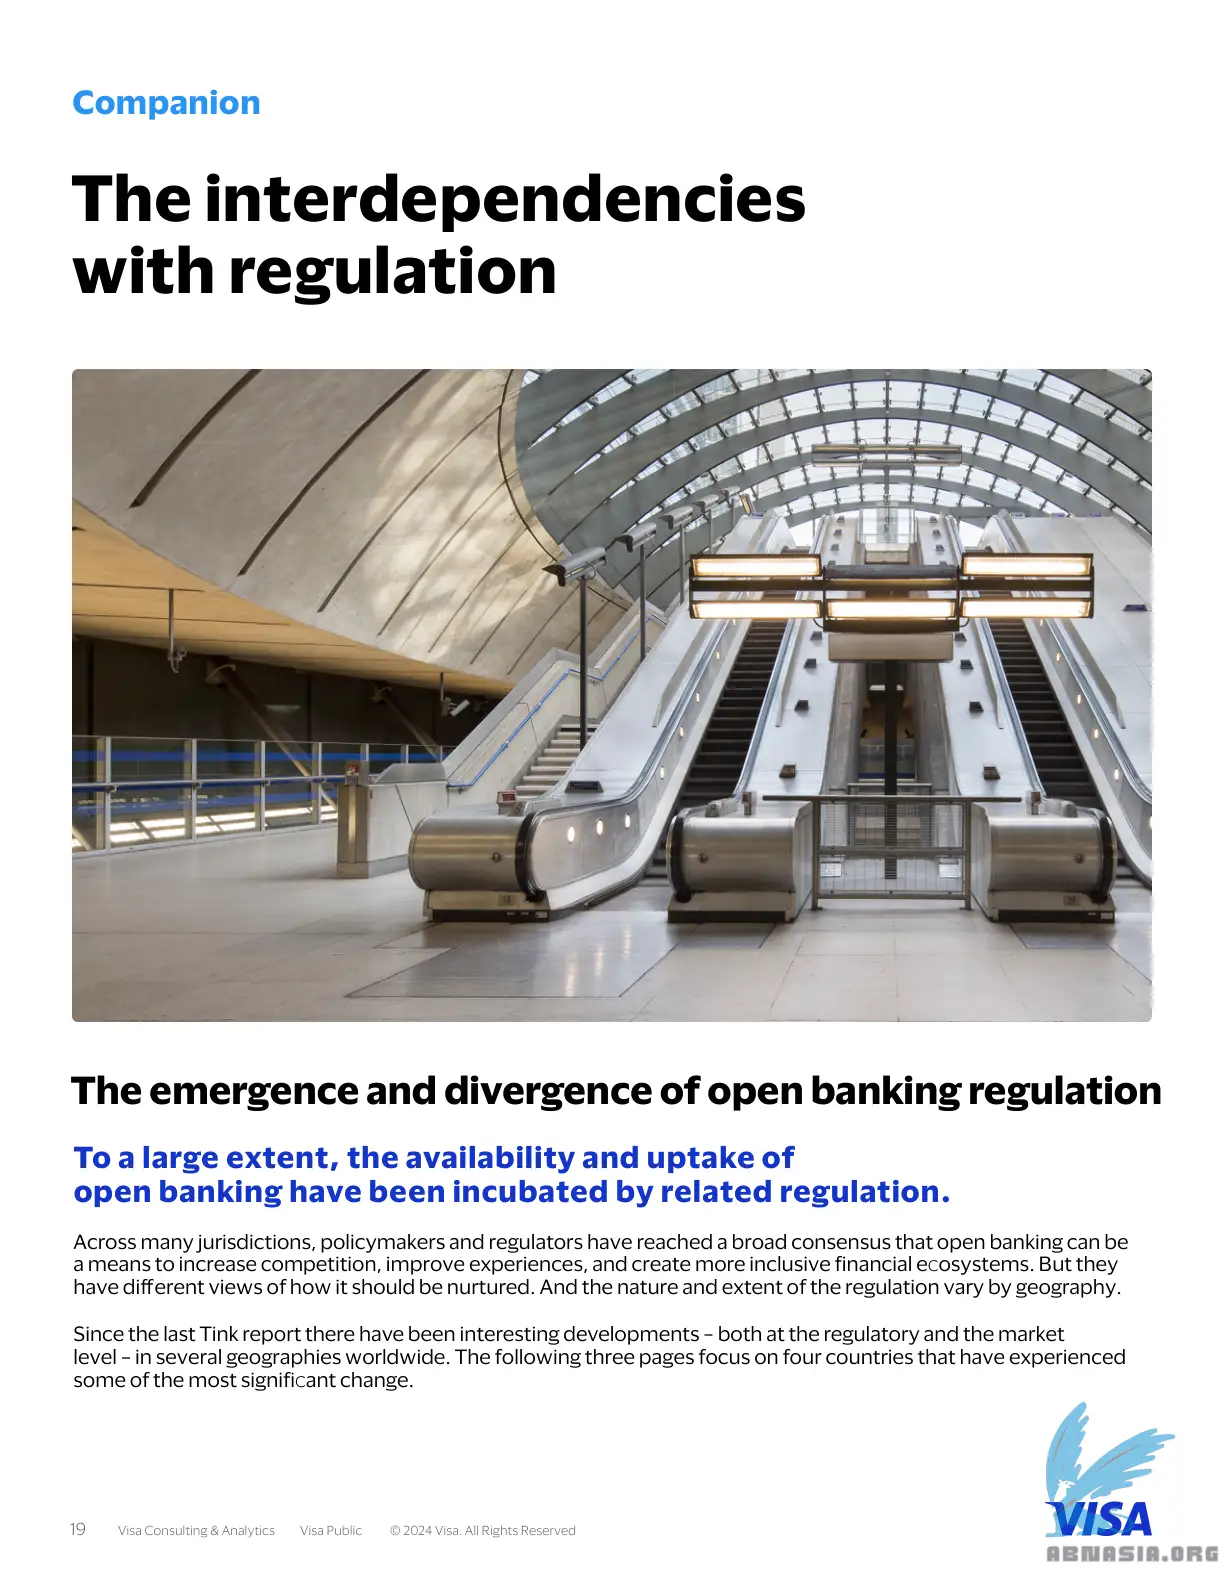 Companion
The interdependencies
with regulation
The emergence and divergence of open banking regulation
To a large extent, the availability and uptake of
open banking have been incubated by related regulation.
Across many jurisdictions, policymakers and regulators have reached a broad consensus that open banking can be
a means to increase competition, improve experiences, and create more inclusive financial ecosystems. But they
have different views of how it should be nurtured. And the nature and extent of the regulation vary by geography.
Since the last Tink report there have been interesting developments – both at the regulatory and the market
level – in several geographies worldwide. The following three pages focus on four countries that have experienced
some of the most significant change.
19 Visa Consulting & Analytics Visa Public © 2024 Visa. All Rights Reserved
VISA
ABNASIA.ORG